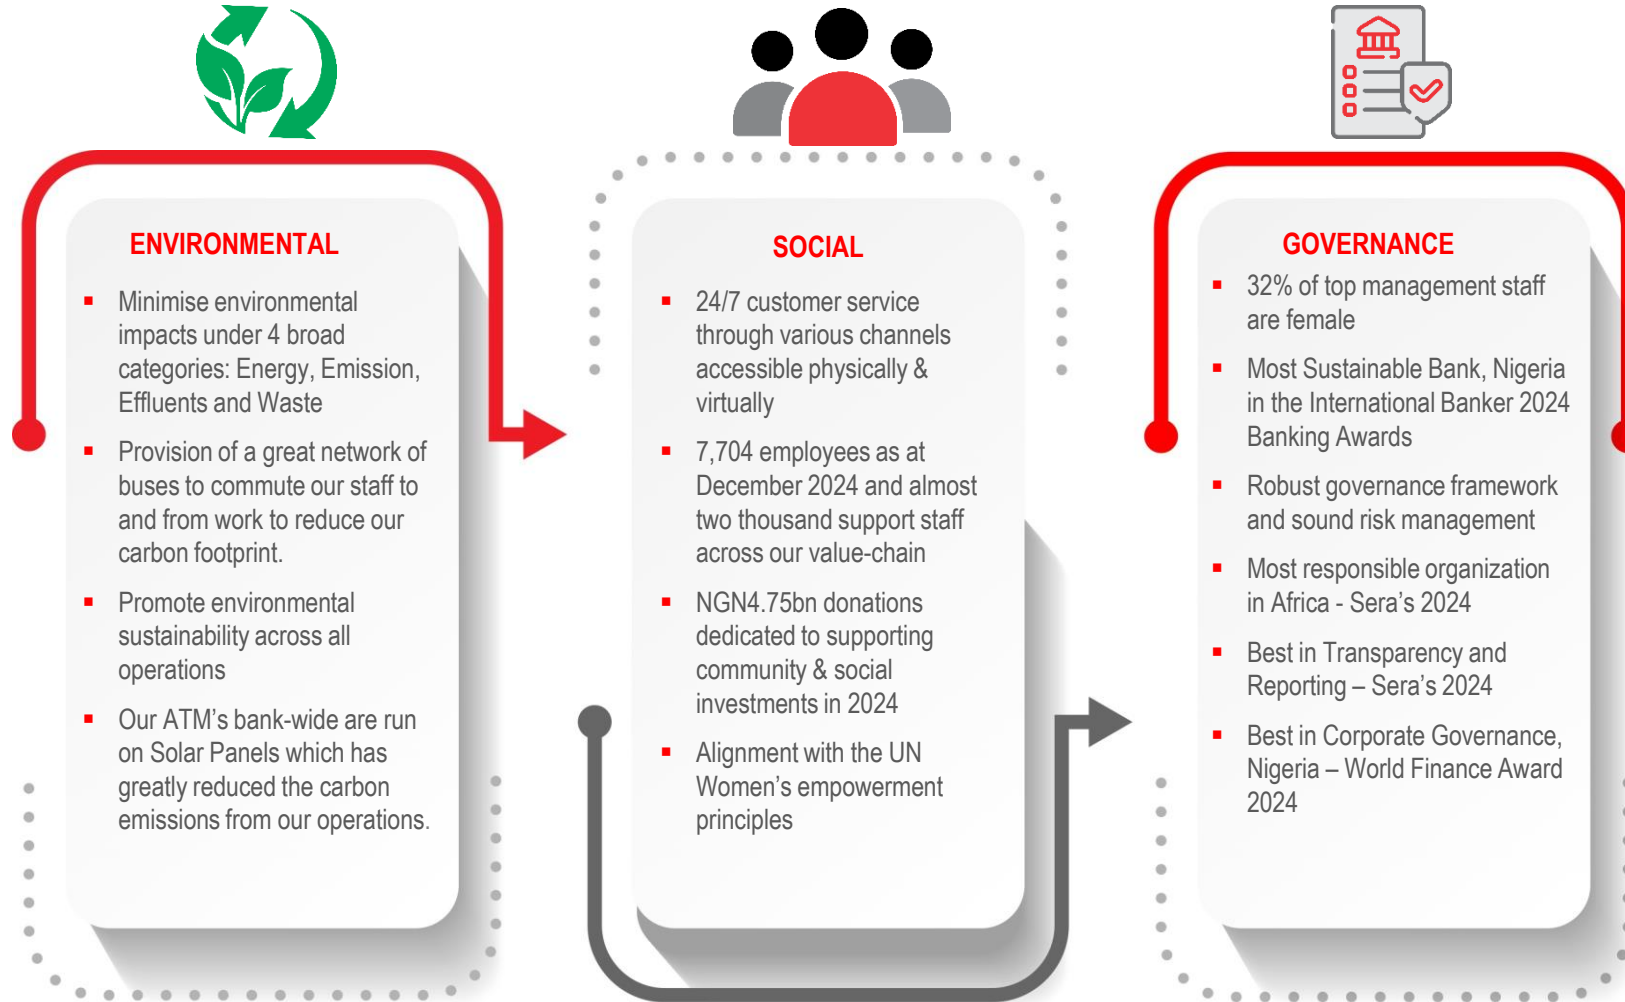 ENVIRONMENTAL
▪ Minimise environmental
impacts under 4 broad
categories: Energy, Emission,
Effluents and Waste
▪ Provision of a great network of
buses to commute our staff to
and from work to reduce our
carbon footprint.
▪ Promote environmental
sustainability across all
operations
▪ Our ATM’s bank-wide are run
on Solar Panels which has
greatly reduced the carbon
emissions from our operations.
SOCIAL
▪ 24/7 customer service
through various channels
accessible physically &
virtually
▪ 7,704 employees as at
December 2024 and almost
two thousand support staff
across our value-chain
▪ NGN4.75bn donations
dedicated to supporting
community & social
investments in 2024
▪ Alignment with the UN
Women’s empowerment
principles
GOVERNANCE
▪ 32% of top management staff
are female
▪ Most Sustainable Bank, Nigeria
in the International Banker 2024
Banking Awards
▪ Robust governance framework
and sound risk management
▪ Most responsible organization
in Africa - Sera’s 2024
▪ Best in Transparency and
Reporting – Sera’s 2024
▪ Best in Corporate Governance,
Nigeria – World Finance Award
2024